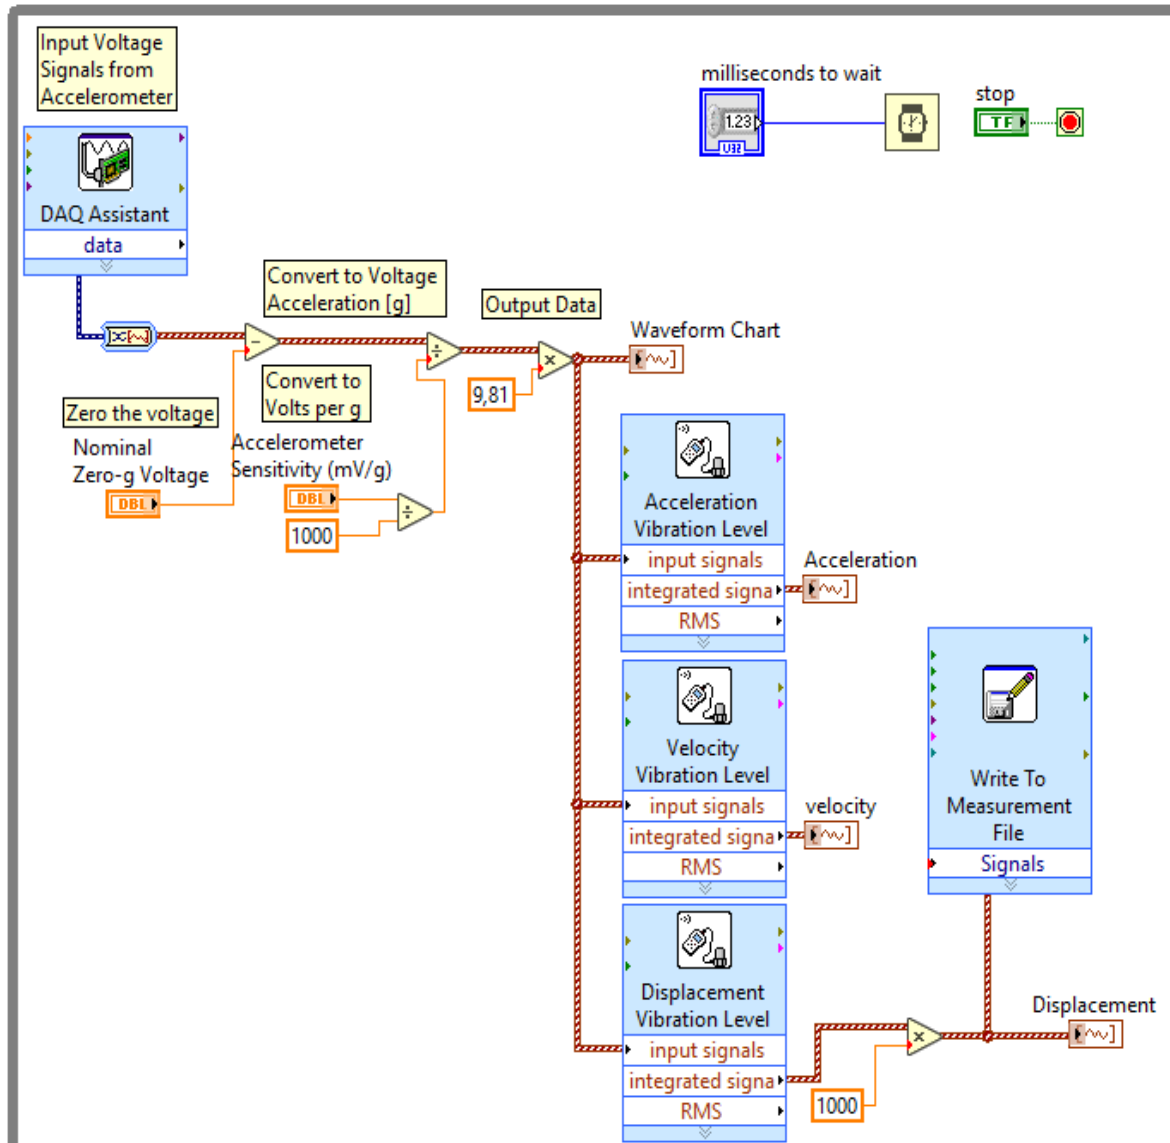 Input Voltage
Signals from
Accelerometer
milliseconds to wait
stop
1.23
U32
TF
DAQ Assistant
data
Convert to Voltage
Acceleration [g]
Output Data
Waveform Chart
9,81
Convert to
Volts per g
Zero the voltage
Nominal
Zero-g Voltage
DBL
Accelerometer
Sensitivity (mV/g)
DBL
1000
Acceleration
Vibration Level
input signals
integrated signa
RMS
Acceleration
Velocity
Vibration Level
input signals
integrated signa
RMS
velocity
Write To
Measurement
File
Signals
Displacement
Vibration Level
input signals
integrated signa
RMS
1000
Displacement